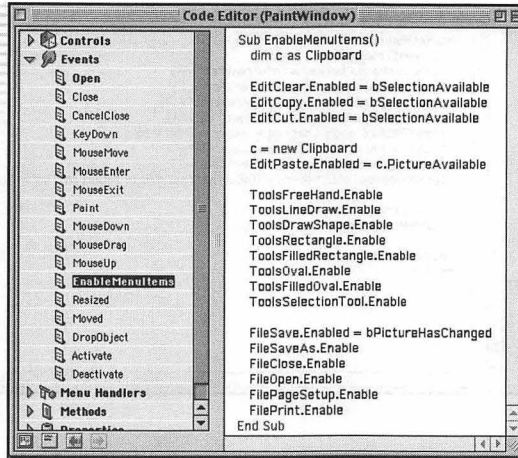 Code Editor (PaintWindow)
Controls
Events
Open
Close
CancelClose
KeyDown
MouseMove
MouseEnter
MouseExit
Paint
MouseDown
MouseDrag
MouseUp
EnableMenuItems
Resized
Moved
DropObject
Activate
Deactivate
Menu Handlers
Methods
Properties
Sub EnableMenuItems()
dim c as Clipboard
EditClear.Enabled = bSelectionAvailable
EditCopy.Enabled = bSelectionAvailable
EditCut.Enabled = bSelectionAvailable
c = new Clipboard
EditPaste.Enabled = c.PictureAvailable
ToolsFreeHand.Enable
ToolsLineDraw.Enable
ToolsDrawShape.Enable
ToolsRectangle.Enable
ToolsFilledRectangle.Enable
ToolsOval.Enable
ToolsFilledOval.Enable
ToolsSelectionTool.Enable
FileSave.Enabled = bPictureHasChanged
FileSaveAs.Enable
FileClose.Enable
FileOpen.Enable
FilePageSetup.Enable
FilePrint.Enable
End Sub